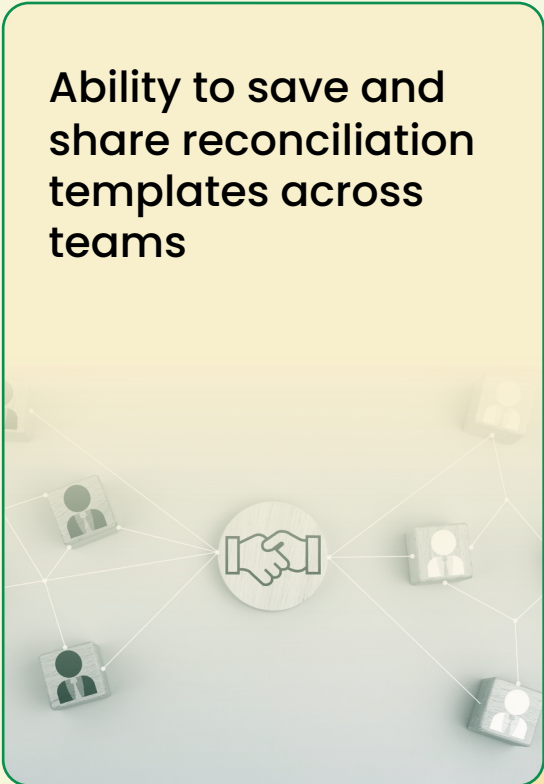 Ability to save and
share reconciliation
templates across
teams